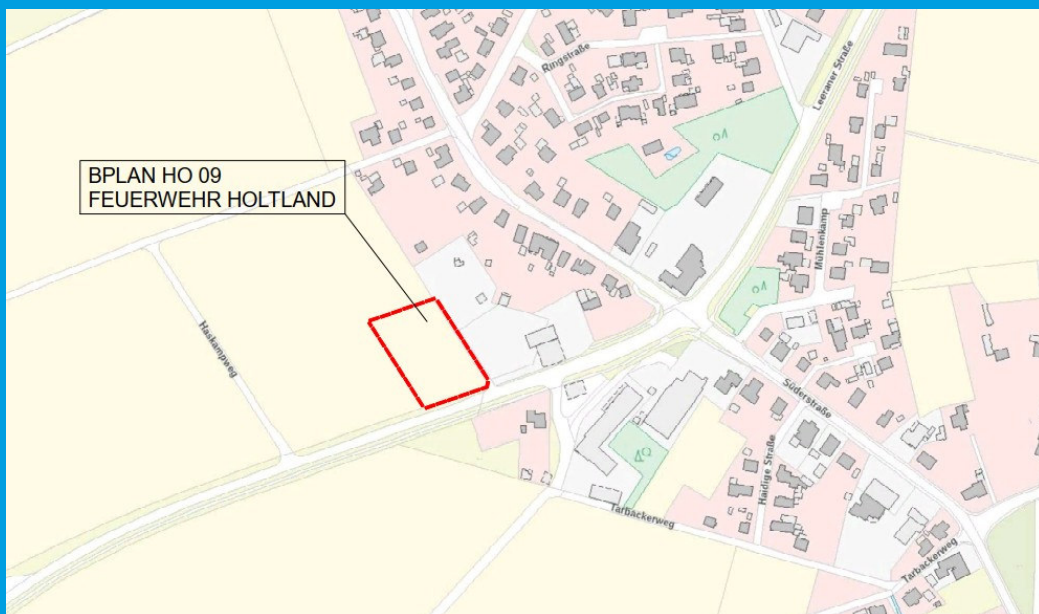 Ringstraße
Leeraner Straße
BPLAN HO 09
FEUERWEHR HOLTLAND
Mühlenkamp
Haskampweg
Süderstraße
Haidige Straße
Tarbackerweg
Tarbackerweg